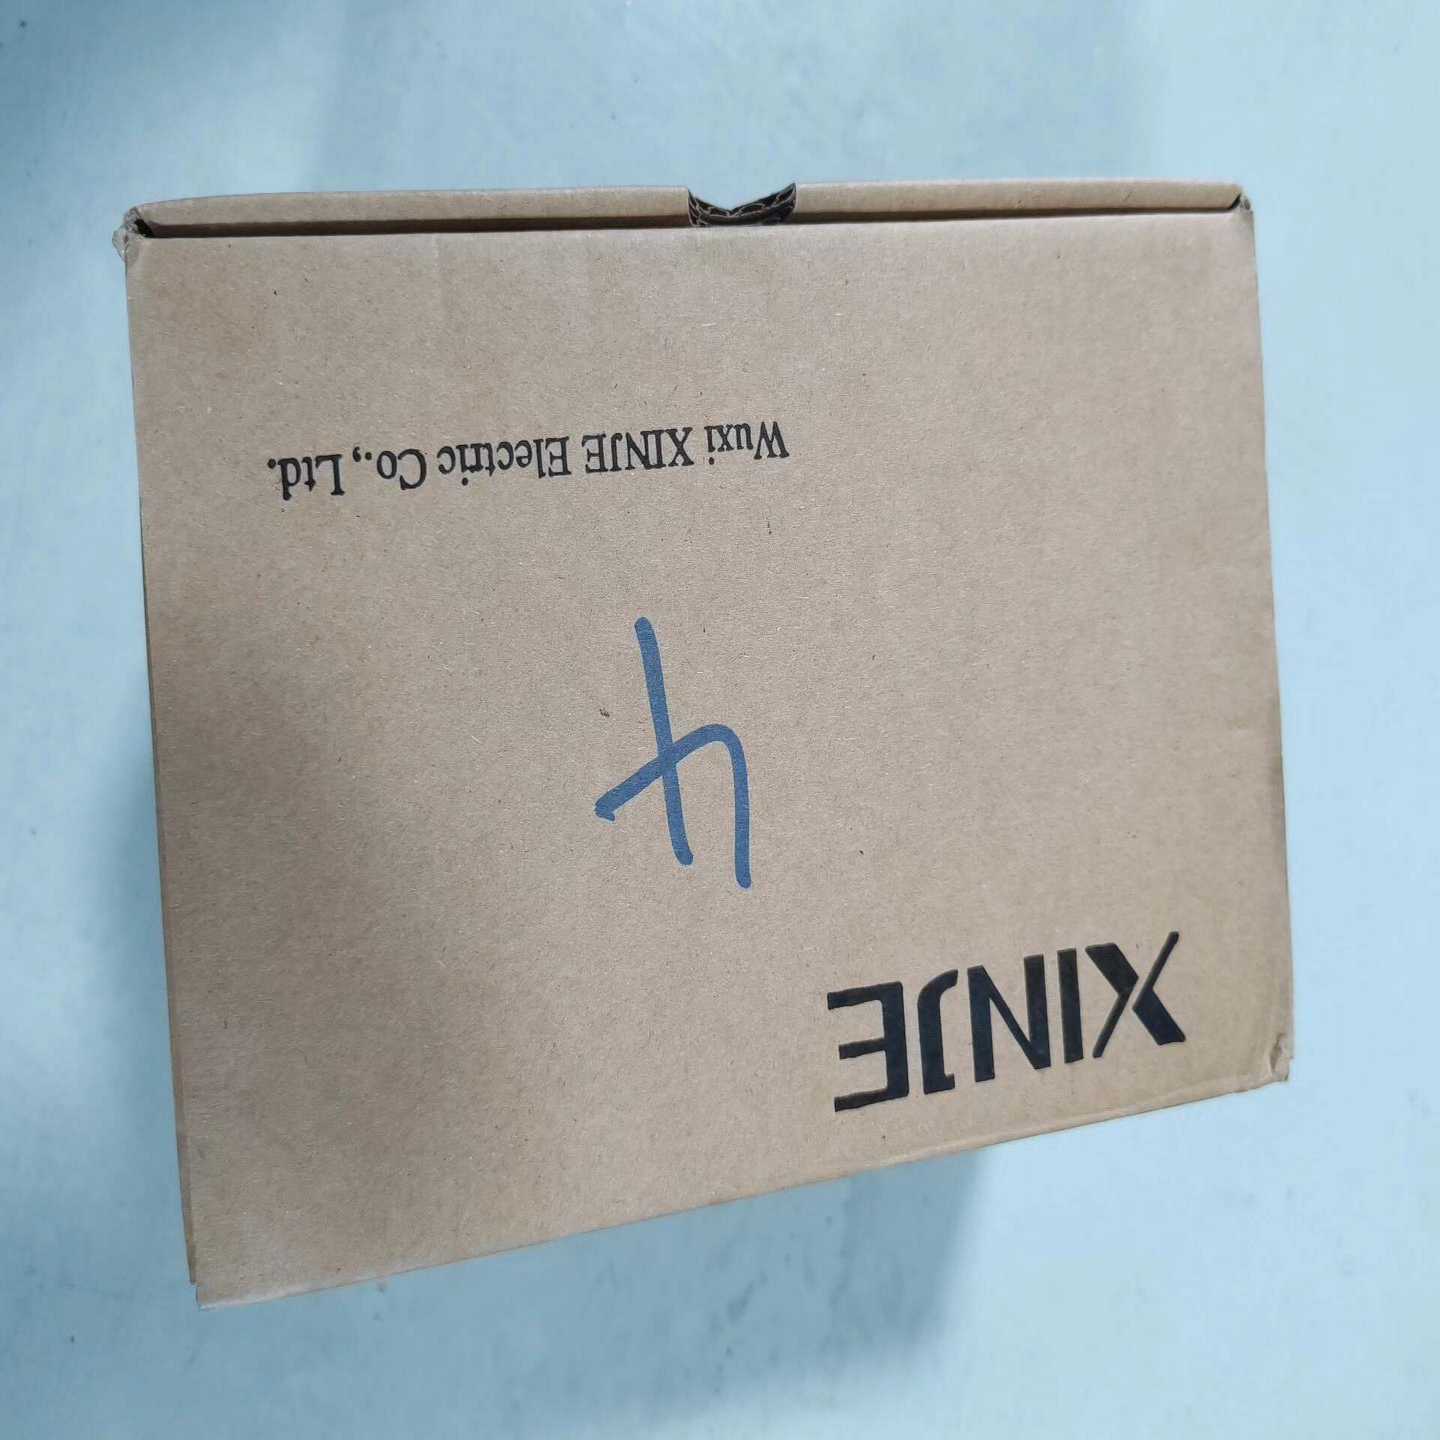 XINJE
4
Wuxi XINJE Electric Co., Ltd.